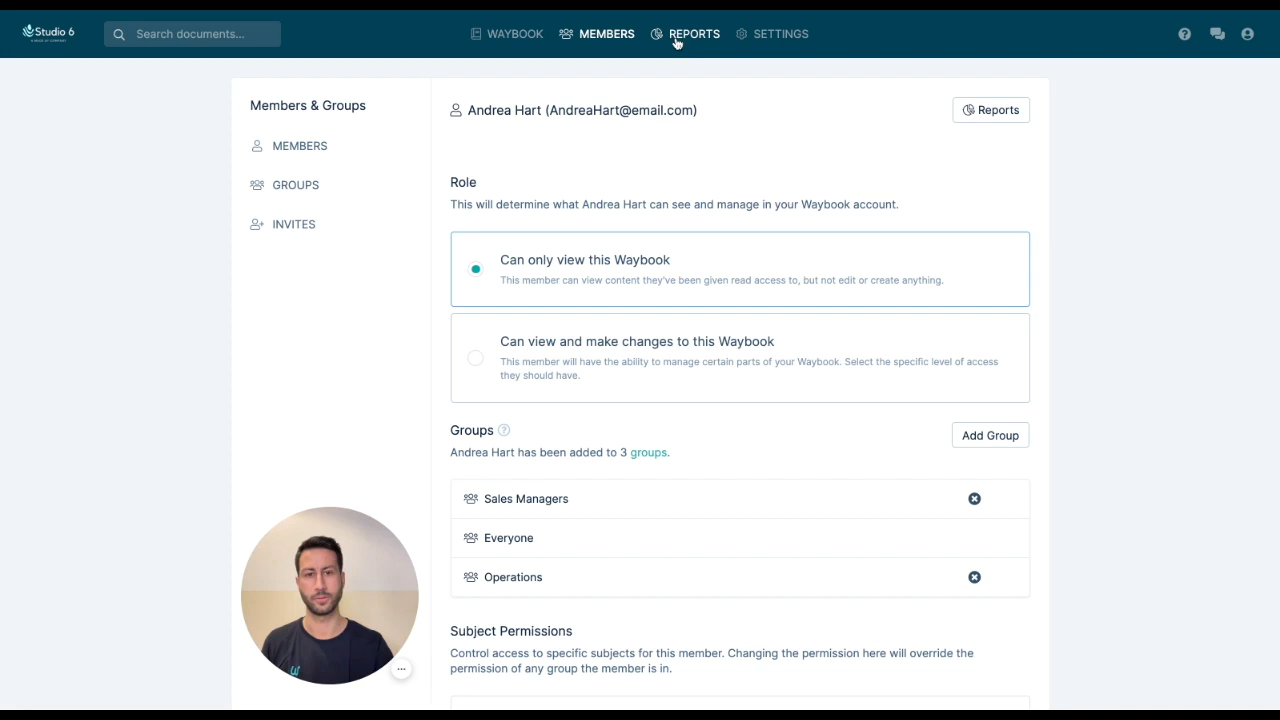 Studio 6
Search documents...
WAYBOOK
MEMBERS
REPORTS
SETTINGS
Members & Groups
MEMBERS
GROUPS
INVITES
Andrea Hart (AndreaHart@email.com)
Reports
Role
This will determine what Andrea Hart can see and manage in your Waybook account.
Can only view this Waybook
This member can view content they've been given read access to, but not edit or create anything.
Can view and make changes to this Waybook
This member will have the ability to manage certain parts of your Waybook. Select the specific level of access
they should have.
Groups
Add Group
Andrea Hart has been added to 3 groups.
Sales Managers
Everyone
Operations
Subject Permissions
Control access to specific subjects for this member. Changing the permission here will override the
permission of any group the member is in.